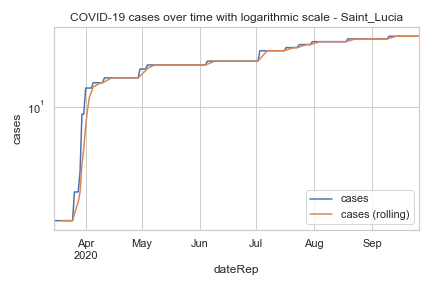 COVID-19 cases over time with logarithmic scale - Saint_Lucia
cases
10¹
cases
cases (rolling)
Apr
2020
May
Jun
Jul
Aug
Sep
dateRep